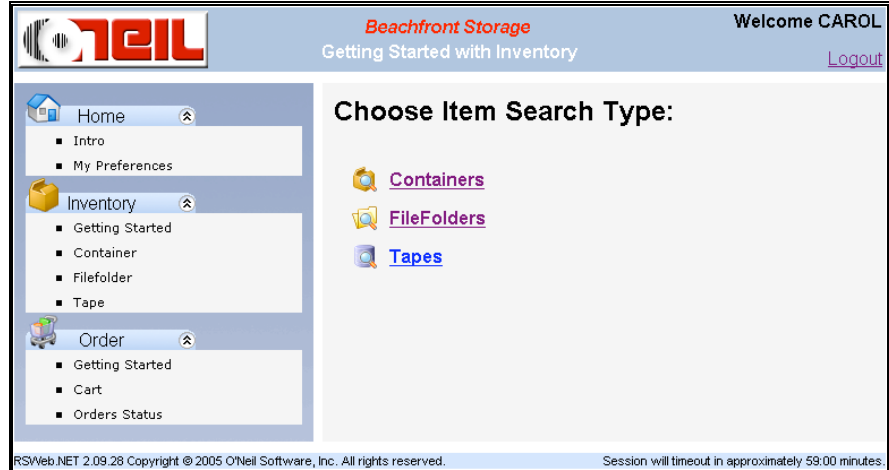 ONEIL
Beachfront Storage
Getting Started with Inventory
Welcome CAROL
Logout
Home
Intro
My Preferences
Inventory
Getting Started
Container
Filefolder
Tape
Order
Getting Started
Cart
Orders Status
Choose Item Search Type:
Containers
FileFolders
Tapes
RSWeb.NET 2.09.28 Copyright © 2005 O'Neil Software, Inc. All rights reserved.
Session will timeout in approximately 59:00 minutes.